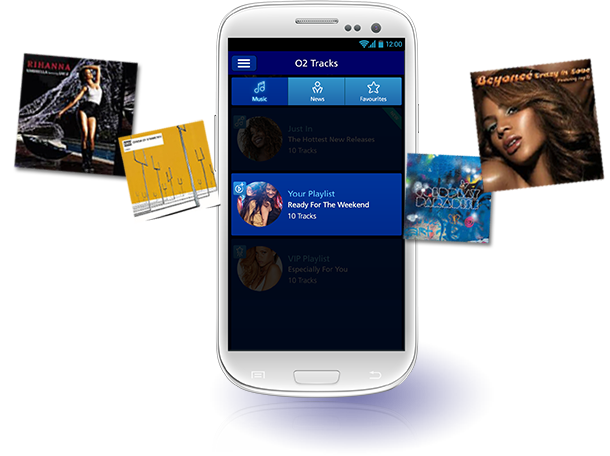 RIHANNA
12:00
O2 Tracks
Music
News
Favourites
Just In
The Hottest New Releases
10 Tracks
Your Playlist
Ready For The Weekend
10 Tracks
VIP Playlist
Especially For You
10 Tracks
Beyoncé Crazy in Love
COLDPLAY
PARADISE